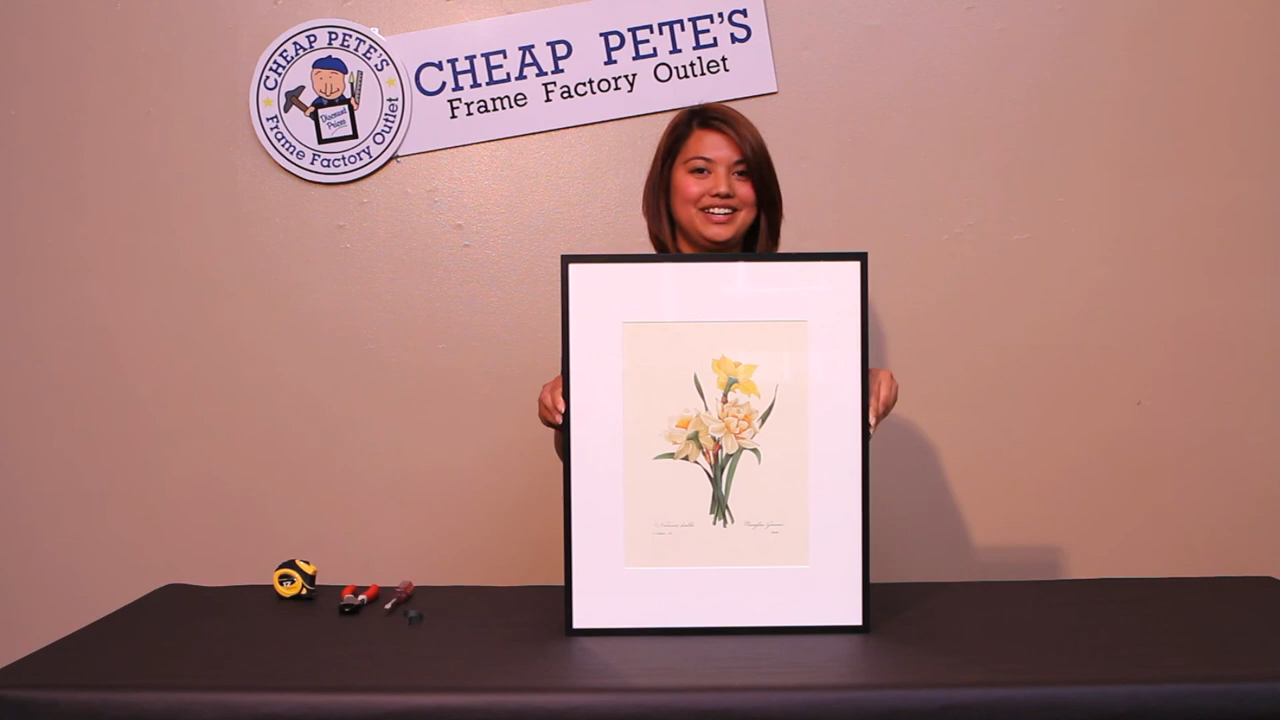 CHEAP PETE'S
Discount
Prices
Frame Factory Outlet
CHEAP PETE'S
Frame Factory Outlet